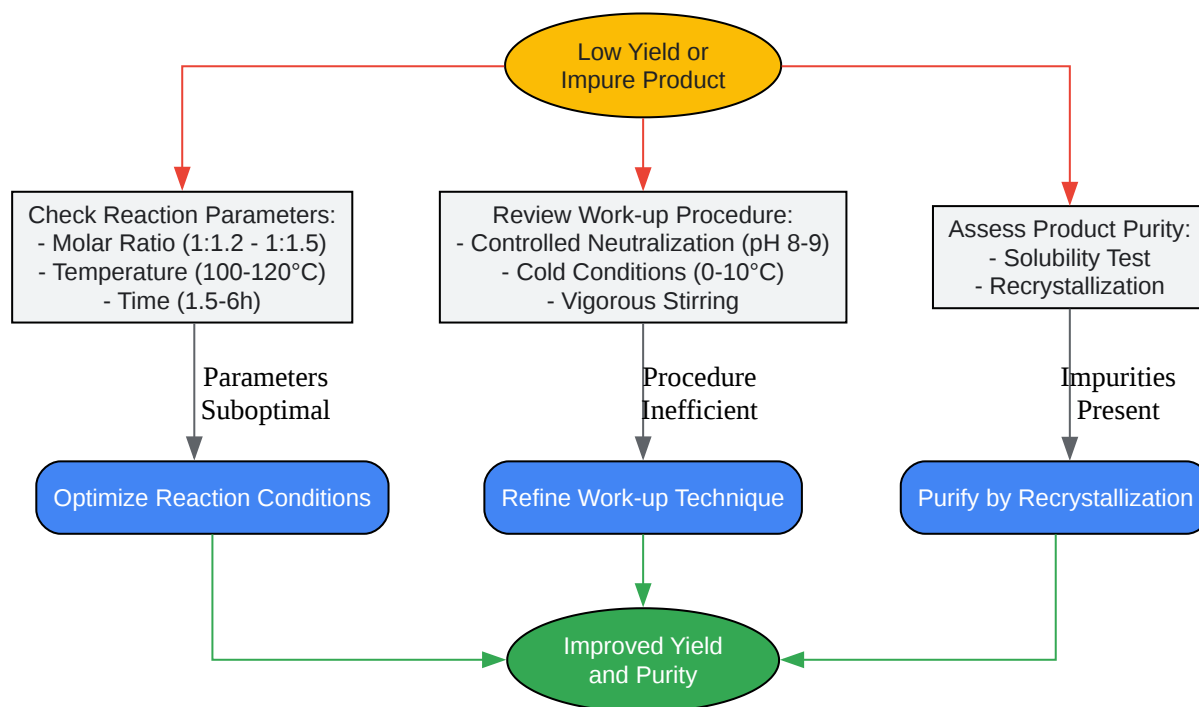 Low Yield or
Impure Product
Check Reaction Parameters:
- Molar Ratio (1:1.2 - 1:1.5)
- Temperature (100-120°C)
- Time (1.5-6h)
Review Work-up Procedure:
- Controlled Neutralization (pH 8-9)
- Cold Conditions (0-10°C)
- Vigorous Stirring
Assess Product Purity:
- Solubility Test
- Recrystallization
Parameters
Suboptimal
Procedure
Inefficient
Impurities
Present
Optimize Reaction Conditions
Refine Work-up Technique
Purify by Recrystallization
Improved Yield
and Purity